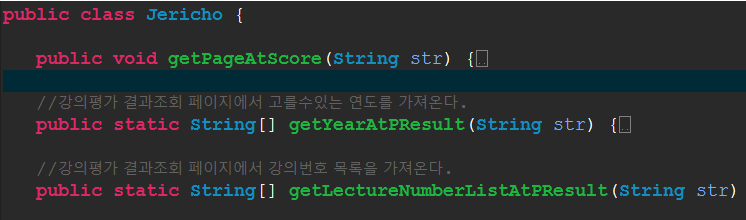 public class Jericho {
public void getPageAtScore(String str) {
//강의평가 결과조회 페이지에서 고를수있는 연도를 가져온다.
public static String[] getYearAtPResult(String str) {
//강의평가 결과조회 페이지에서 강의번호 목록을 가져온다.
public static String[] getLectureNumberListAtPResult(String str)